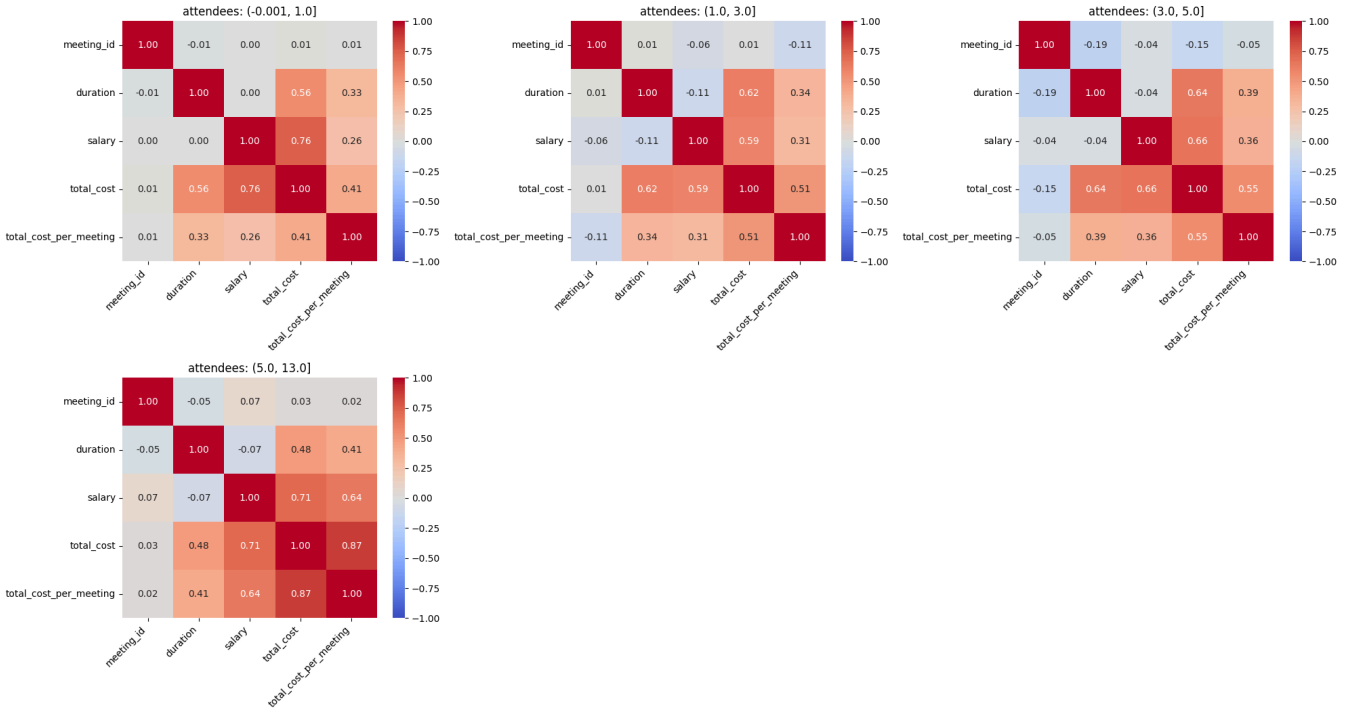 attendees: (-0.001, 1.0]
meeting_id 1.00 -0.01 0.00 0.01 0.01
duration -0.01 1.00 0.00 0.56 0.33
salary 0.00 0.00 1.00 0.76 0.26
total_cost 0.01 0.56 0.76 1.00 0.41
total_cost_per_meeting 0.01 0.33 0.26 0.41 1.00
meeting_id duration salary total_cost total_cost_per_meeting
1.00
0.75
0.50
0.25
0.00
−0.25
−0.50
−0.75
−1.00
attendees: (1.0, 3.0]
meeting_id 1.00 0.01 -0.06 0.01 -0.11
duration 0.01 1.00 -0.11 0.62 0.34
salary -0.06 -0.11 1.00 0.59 0.31
total_cost 0.01 0.62 0.59 1.00 0.51
total_cost_per_meeting -0.11 0.34 0.31 0.51 1.00
meeting_id duration salary total_cost total_cost_per_meeting
1.00
0.75
0.50
0.25
0.00
−0.25
−0.50
−0.75
−1.00
attendees: (3.0, 5.0]
meeting_id 1.00 -0.19 -0.04 -0.15 -0.05
duration -0.19 1.00 -0.04 0.64 0.39
salary -0.04 -0.04 1.00 0.66 0.36
total_cost -0.15 0.64 0.66 1.00 0.55
total_cost_per_meeting -0.05 0.39 0.36 0.55 1.00
meeting_id duration salary total_cost total_cost_per_meeting
1.00
0.75
0.50
0.25
0.00
−0.25
−0.50
−0.75
−1.00
attendees: (5.0, 13.0]
meeting_id 1.00 -0.05 0.07 0.03 0.02
duration -0.05 1.00 -0.07 0.48 0.41
salary 0.07 -0.07 1.00 0.71 0.64
total_cost 0.03 0.48 0.71 1.00 0.87
total_cost_per_meeting 0.02 0.41 0.64 0.87 1.00
meeting_id duration salary total_cost total_cost_per_meeting
1.00
0.75
0.50
0.25
0.00
−0.25
−0.50
−0.75
−1.00